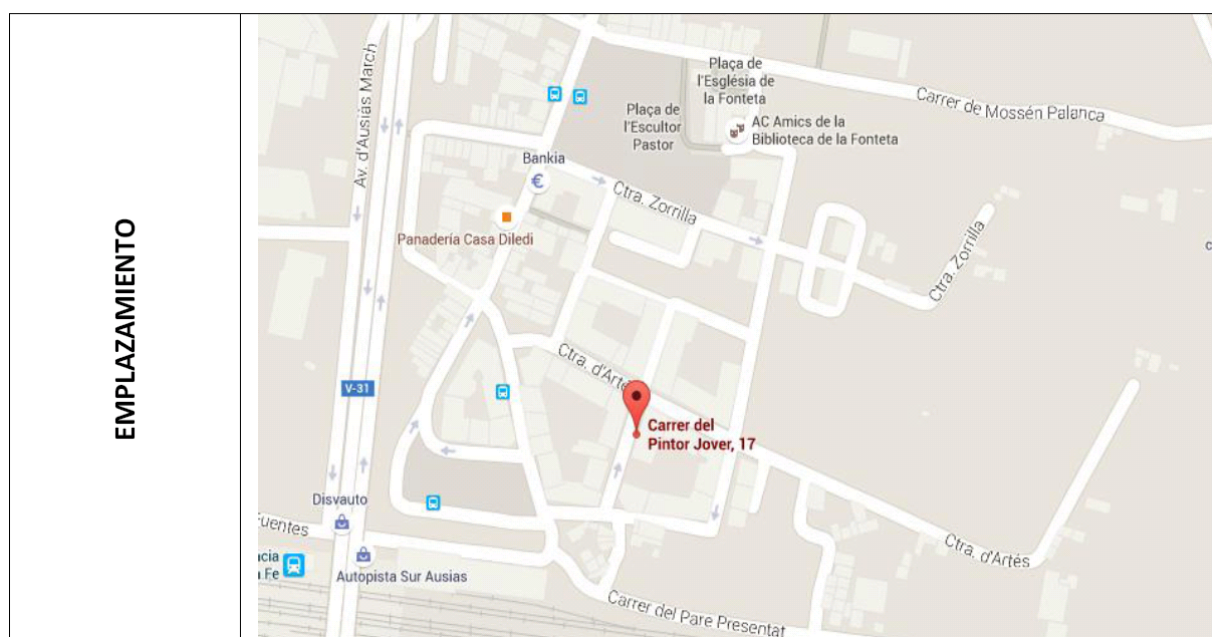 EMPLAZAMIENTO
Av. d'Ausiàs March
Plaça de
l'Església de
la Fonteta
Carrer de Mossén Palanca
Plaça de
l'Escultor
Pastor
AC Amics de la
Biblioteca de la Fonteta
Bankia
€
Ctra. Zorrilla
Panadería Casa Diledi
Ctra. Zorrilla
Ctra. d'Artés
V-31
Carrer del
Pintor Jover, 17
Disvauto
Fuentes
Autopista Sur Ausias
Ctra. d'Artés
Carrer del Pare Presentat